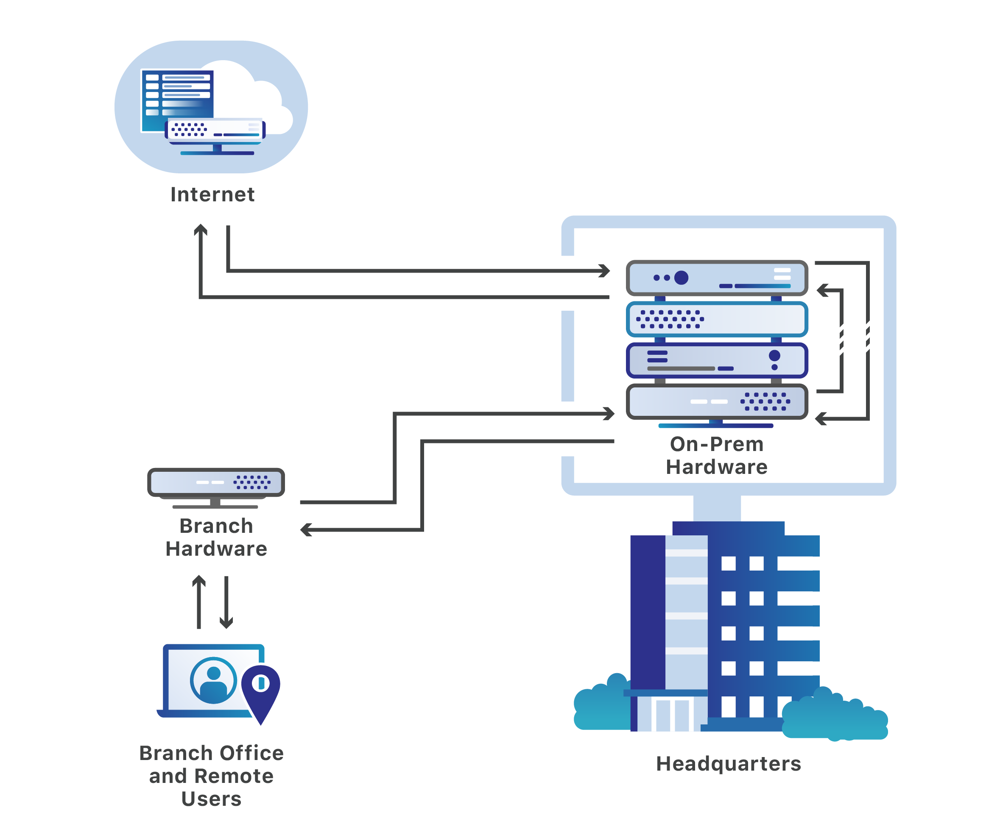 Internet
On-Prem
Hardware
Branch
Hardware
Branch Office
and Remote
Users
Headquarters